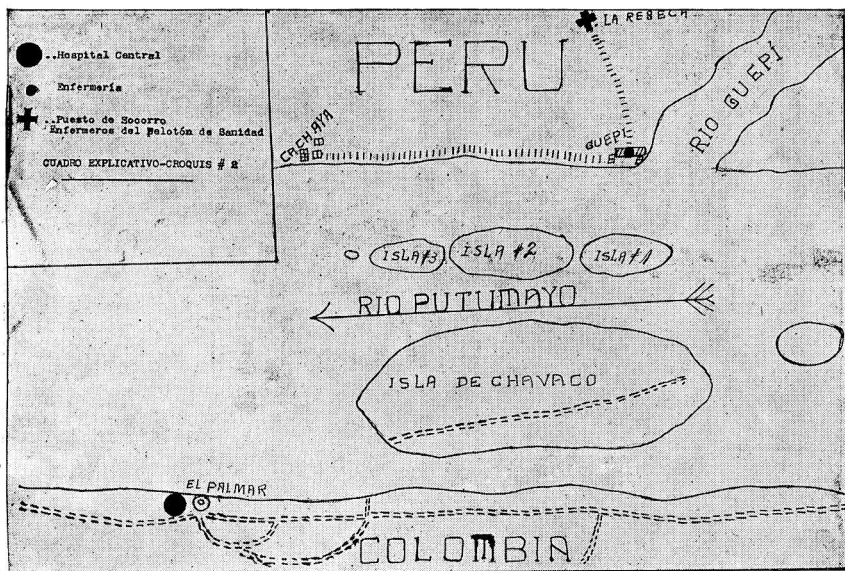 ..Hospital Central
Enfermería
..Puesto de Socorro
Enfermeros del Pelotón de Sanidad
CUADRO EXPLICATIVO-CROQUIS # 2
LA REBECA
PERU
RIO GUEPÍ
CACHAYA
GUEPI
ISLA #3
ISLA #2
ISLA #1
RIO PUTUMAYO
ISLA DE CHAVACO
EL PALMAR
COLOMBIA